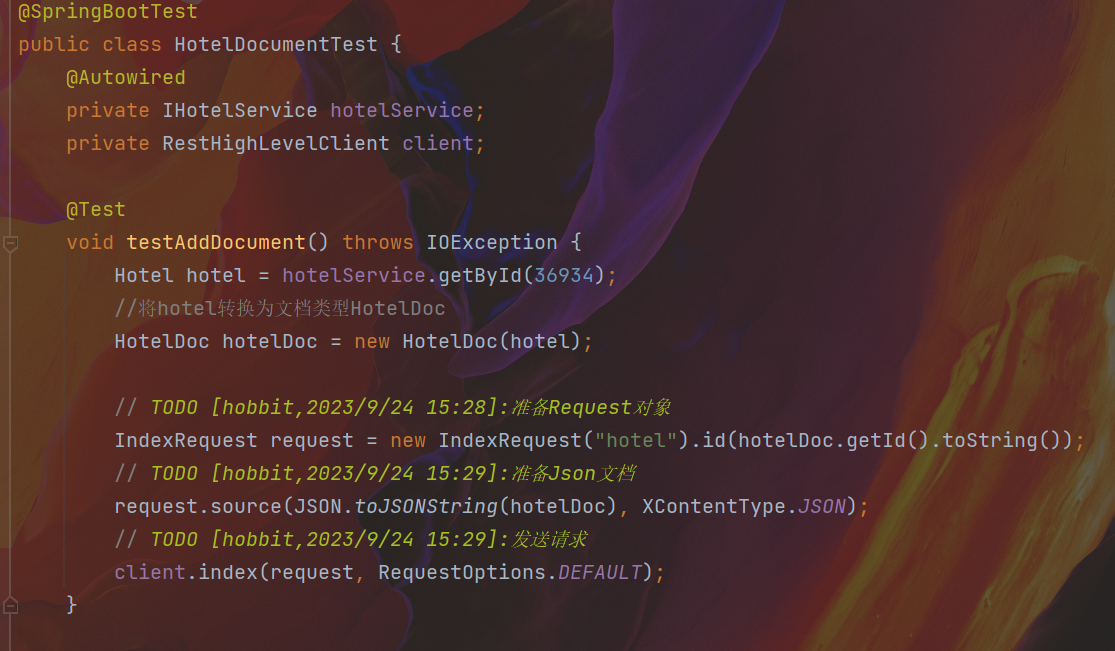 @SpringBootTest
public class HotelDocumentTest {
    @Autowired
    private IHotelService hotelService;
    private RestHighLevelClient client;

    @Test
    void testAddDocument() throws IOException {
        Hotel hotel = hotelService.getById(36934);
        //将hotel转换为文档类型HotelDoc
        HotelDoc hotelDoc = new HotelDoc(hotel);

        // TODO [hobbit,2023/9/24 15:28]:准备Request对象
        IndexRequest request = new IndexRequest("hotel").id(hotelDoc.getId().toString());
        // TODO [hobbit,2023/9/24 15:29]:准备Json文档
        request.source(JSON.toJSONString(hotelDoc), XContentType.JSON);
        // TODO [hobbit,2023/9/24 15:29]:发送请求
        client.index(request, RequestOptions.DEFAULT);
    }